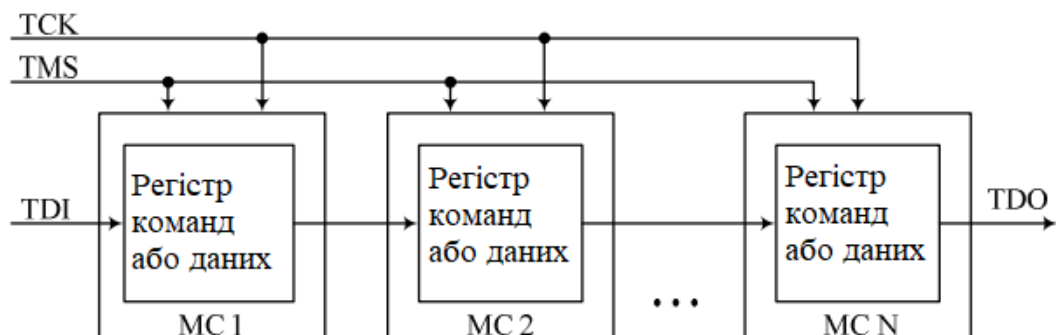 TCK
TMS
TDI
Регістр
команд
або даних
МС 1
Регістр
команд
або даних
МС 2
...
Регістр
команд
або даних
МС N
TDO